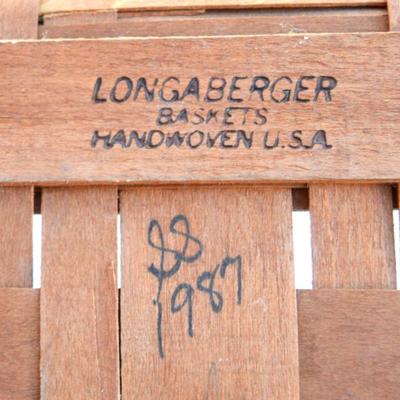 LONGABERGER
BASKETS
HANDWOVEN U.S.A.
1987